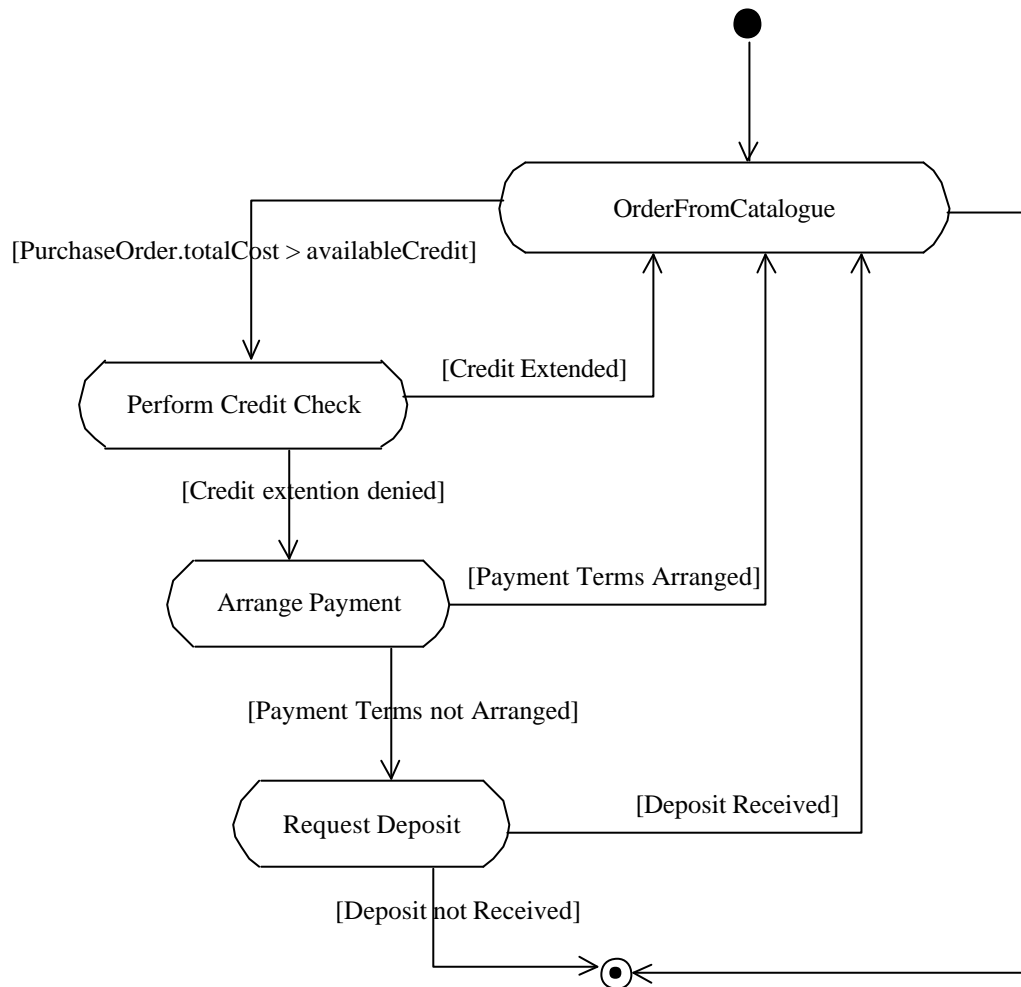 OrderFromCatalogue
[PurchaseOrder.totalCost > availableCredit]
[Credit Extended]
Perform Credit Check
[Credit extention denied]
[Payment Terms Arranged]
Arrange Payment
[Payment Terms not Arranged]
[Deposit Received]
Request Deposit
[Deposit not Received]